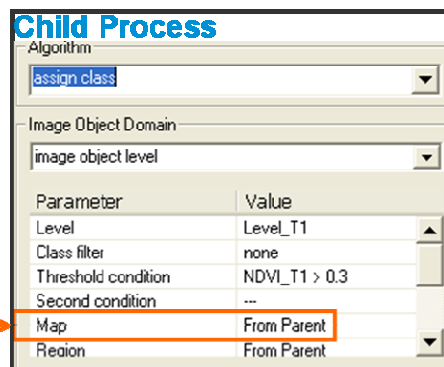 Child Process
Algorithm
assign class
Image Object Domain
image object level
Parameter Value
Level Level_T1
Class filter none
Threshold condition NDVI_T1 > 0.3
Second condition ---
Map From Parent
Region From Parent